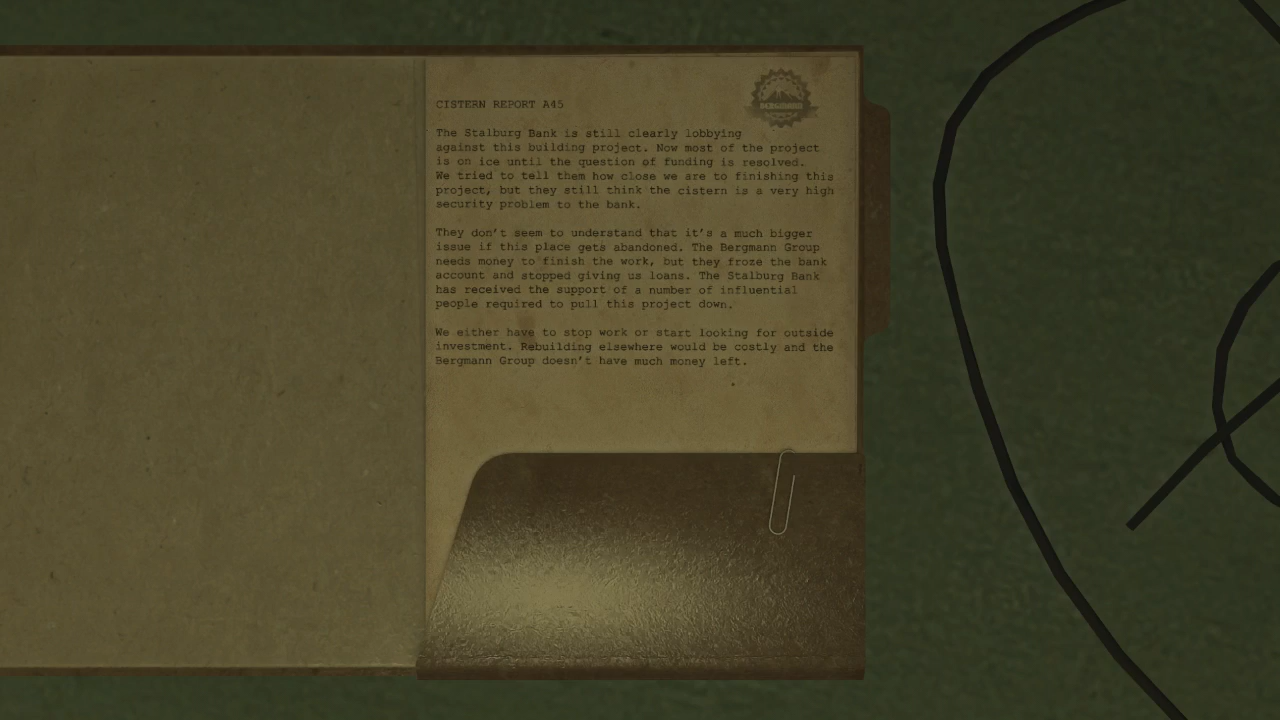 BERGMANN
CISTERN REPORT A45
The Stalburg Bank is still clearly lobbying
against this building project. Now most of the project
is on ice until the question of funding is resolved.
We tried to tell them how close we are to finishing this
project, but they still think the cistern is a very high
security problem to the bank.
They don't seem to understand that it's a much bigger
issue if this place gets abandoned. The Bergmann Group
needs money to finish the work, but they froze the bank
account and stopped giving us loans. The Stalburg Bank
has received the support of a number of influential
people required to pull this project down.
We either have to stop work or start looking for outside
investment. Rebuilding elsewhere would be costly and the
Bergmann Group doesn't have much money left.